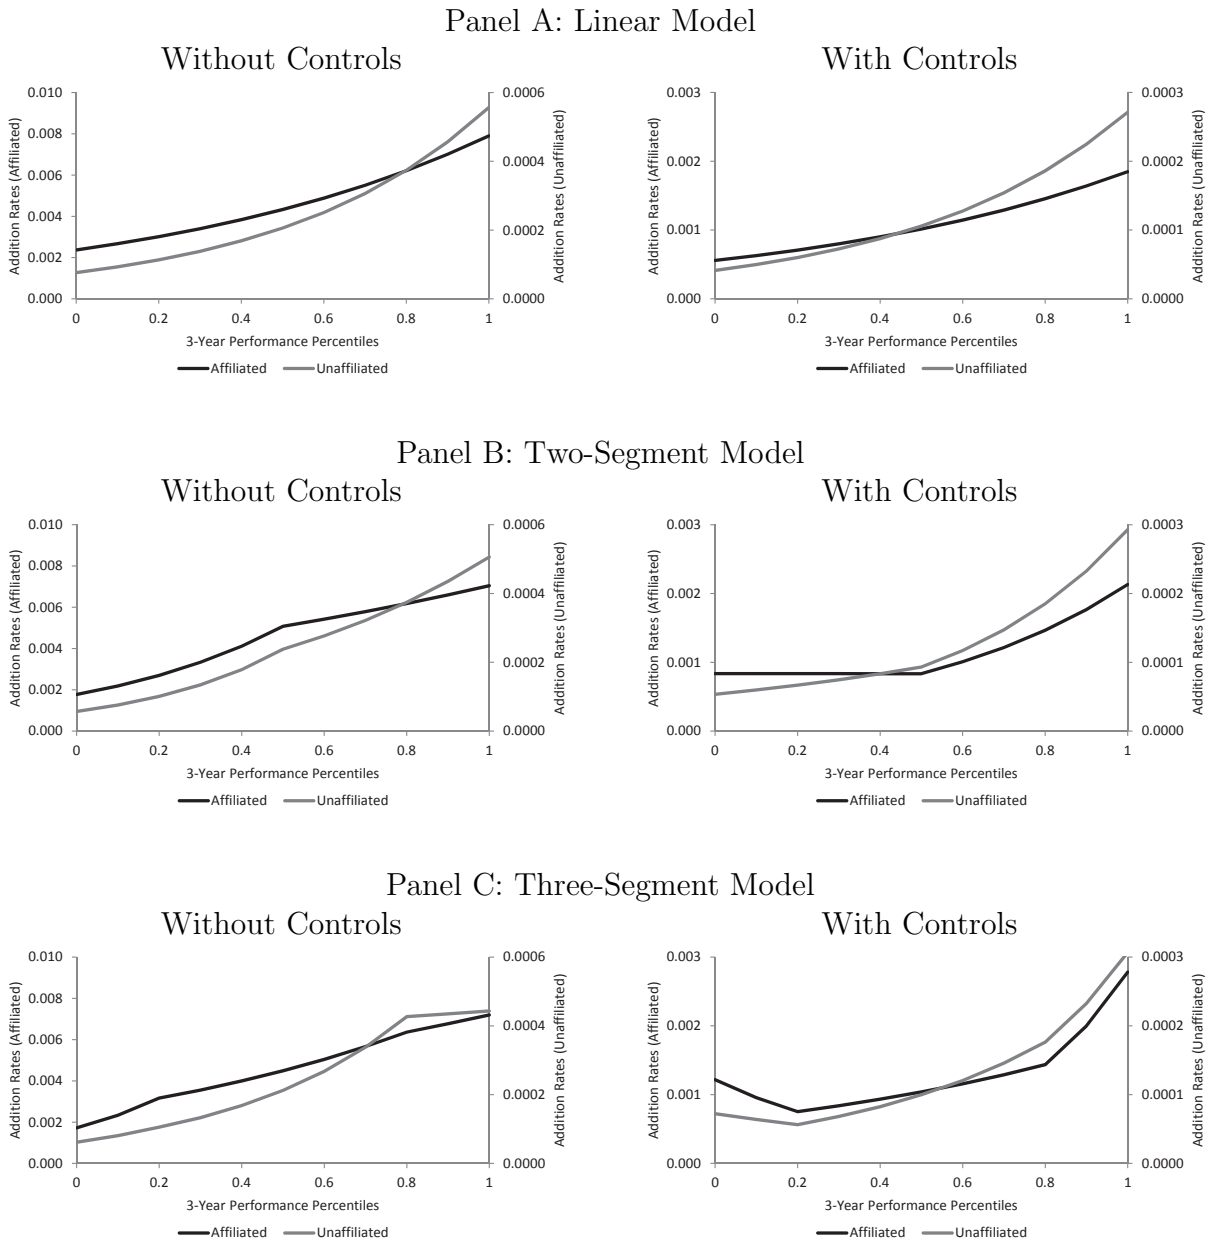 Panel A: Linear Model
Without Controls
With Controls
0.010
0.008
0.006
0.004
0.002
0.000
Addition Rates (Affiliated)
0.0006
0.0004
0.0002
0.0000
Addition Rates (Unaffiliated)
0 0.2 0.4 0.6 0.8 1
3-Year Performance Percentiles
Affiliated Unaffiliated
0.003
0.002
0.001
0.000
Addition Rates (Affiliated)
0.0003
0.0002
0.0001
0.0000
Addition Rates (Unaffiliated)
0 0.2 0.4 0.6 0.8 1
3-Year Performance Percentiles
Affiliated Unaffiliated
Panel B: Two-Segment Model
Without Controls
With Controls
0.010
0.008
0.006
0.004
0.002
0.000
Addition Rates (Affiliated)
0.0006
0.0004
0.0002
0.0000
Addition Rates (Unaffiliated)
0 0.2 0.4 0.6 0.8 1
3-Year Performance Percentiles
Affiliated Unaffiliated
0.003
0.002
0.001
0.000
Addition Rates (Affiliated)
0.0003
0.0002
0.0001
0.0000
Addition Rates (Unaffiliated)
0 0.2 0.4 0.6 0.8 1
3-Year Performance Percentiles
Affiliated Unaffiliated
Panel C: Three-Segment Model
Without Controls
With Controls
0.010
0.008
0.006
0.004
0.002
0.000
Addition Rates (Affiliated)
0.0006
0.0004
0.0002
0.0000
Addition Rates (Unaffiliated)
0 0.2 0.4 0.6 0.8 1
3-Year Performance Percentiles
Affiliated Unaffiliated
0.003
0.002
0.001
0.000
Addition Rates (Affiliated)
0.0003
0.0002
0.0001
0.0000
Addition Rates (Unaffiliated)
0 0.2 0.4 0.6 0.8 1
3-Year Performance Percentiles
Affiliated Unaffiliated